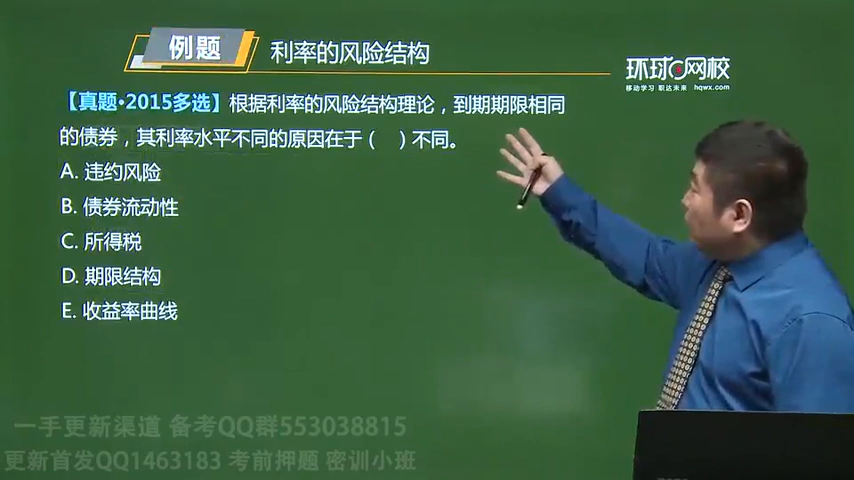 例题
利率的风险结构
环球网校
移动学习 职达未来 hqwx.com
【真题·2015多选】根据利率的风险结构理论，到期期限相同
的债券，其利率水平不同的原因在于（ ）不同。
A. 违约风险
B. 债券流动性
C. 所得税
D. 期限结构
E. 收益率曲线
一手更新渠道 备考QQ群553038815
更新首发QQ1463183 考前押题 密训小班